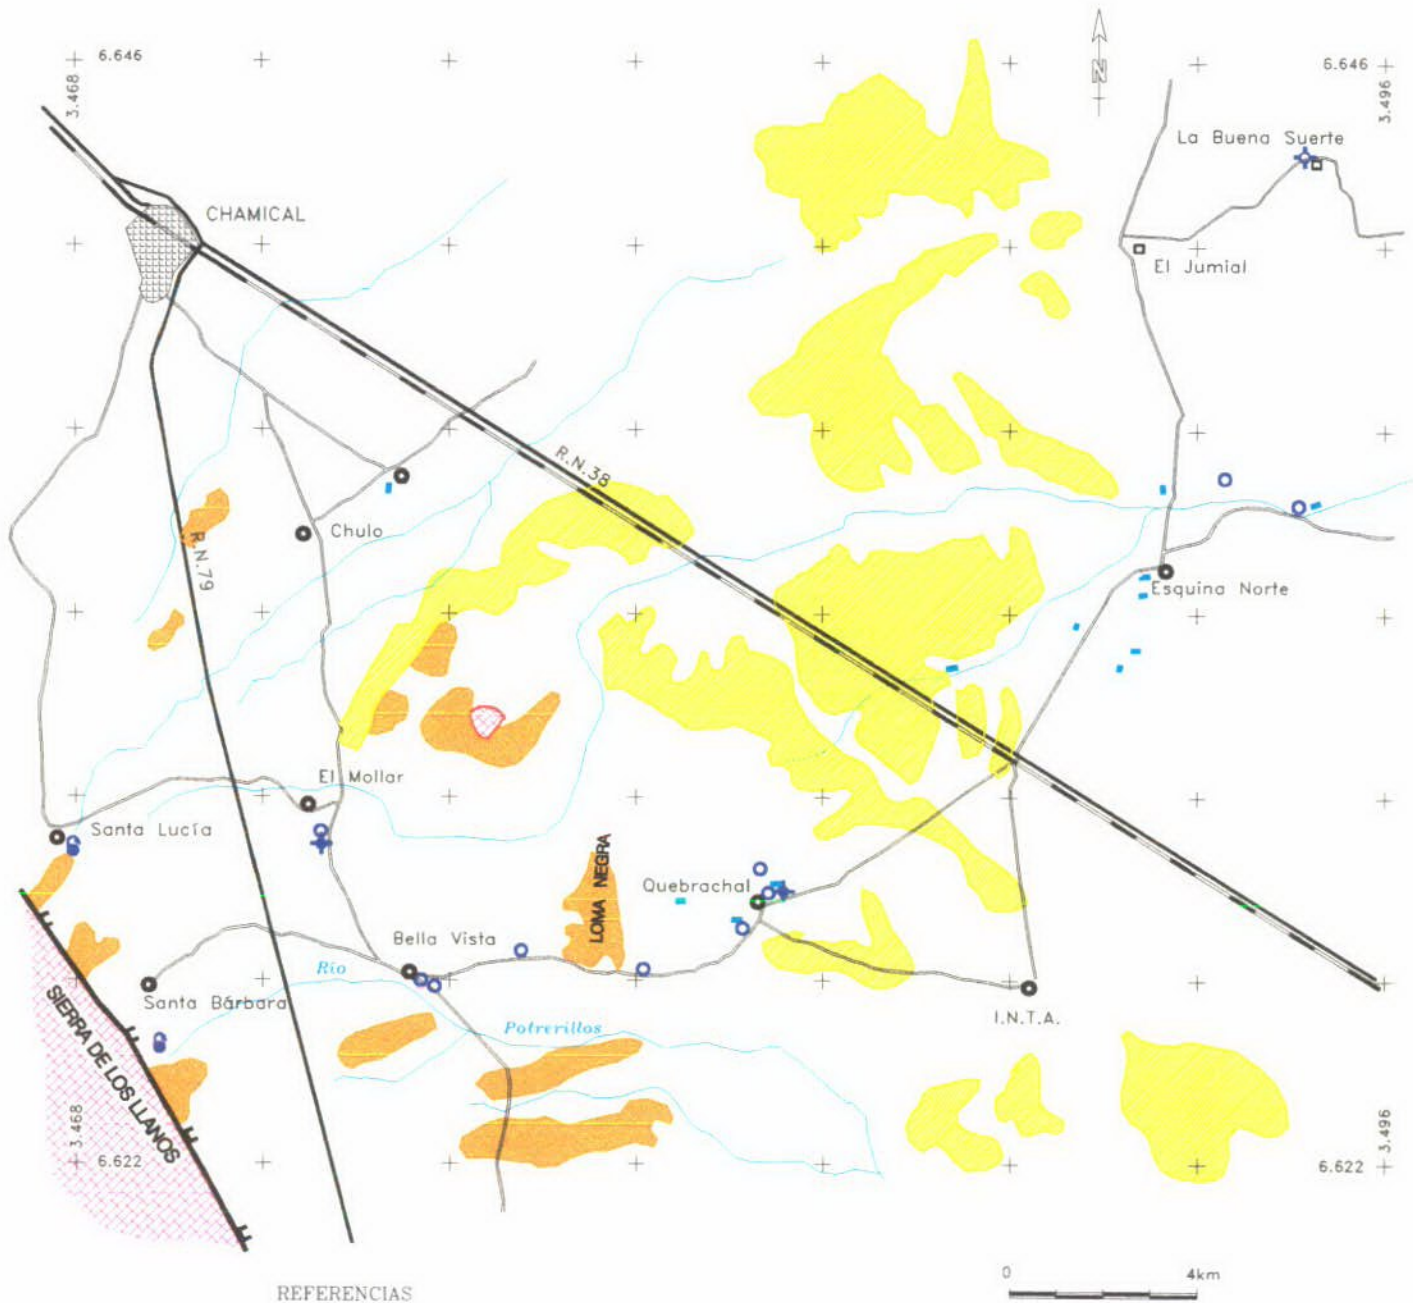 6.646
6.646
3.468
3.496
N
La Buena Suerte
CHAMICAL
El Jumial
R.N.38
Chulo
R.N.79
Esquina Norte
El Mollar
Santa Lucía
LOMA NEGRA
Quebrachal
Bella Vista
Río
Santa Bárbara
Potrerillos
I.N.T.A.
SIERRA DE LOS LLANOS
3.468
3.496
6.622
6.622
0 4km
REFERENCIAS